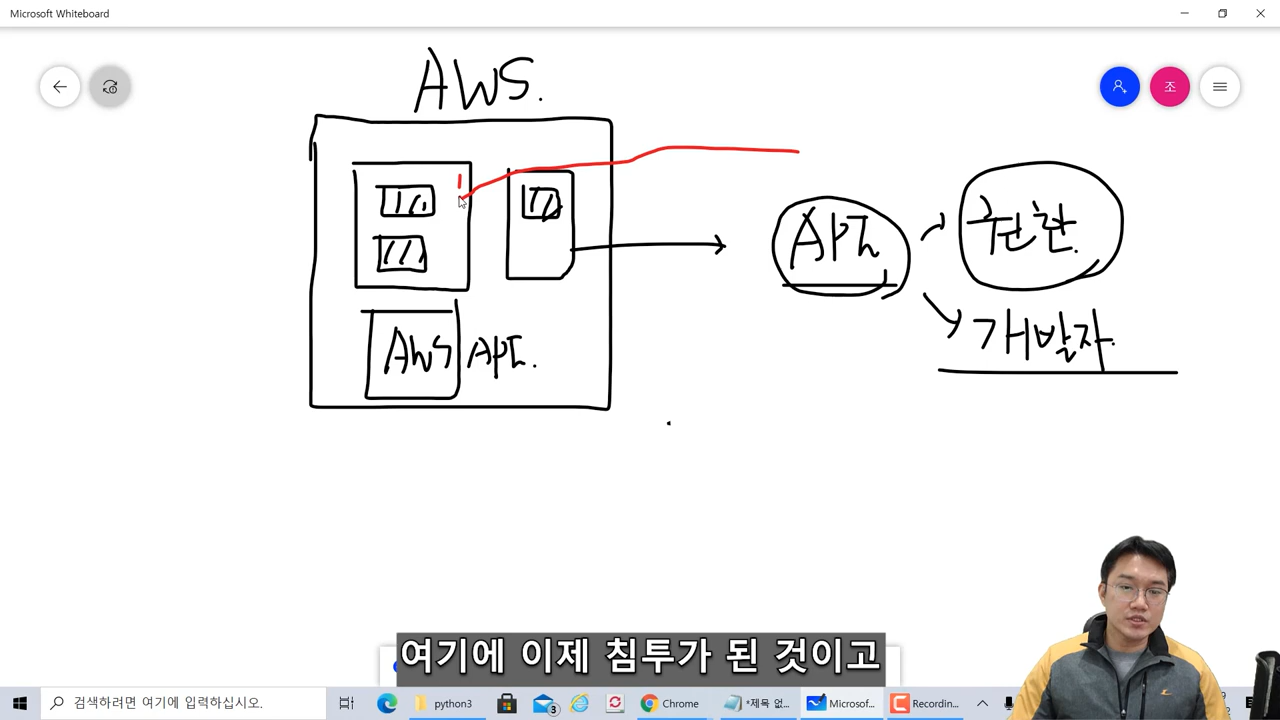 Microsoft Whiteboard
AWS.
조
API
권한.
개발자.
AWS API.
여기에 이제 침투가 된 것이고
검색하려면 여기에 입력하십시오.
python3
3
Chrome
*제목 없...
Microsof...
Recordin...